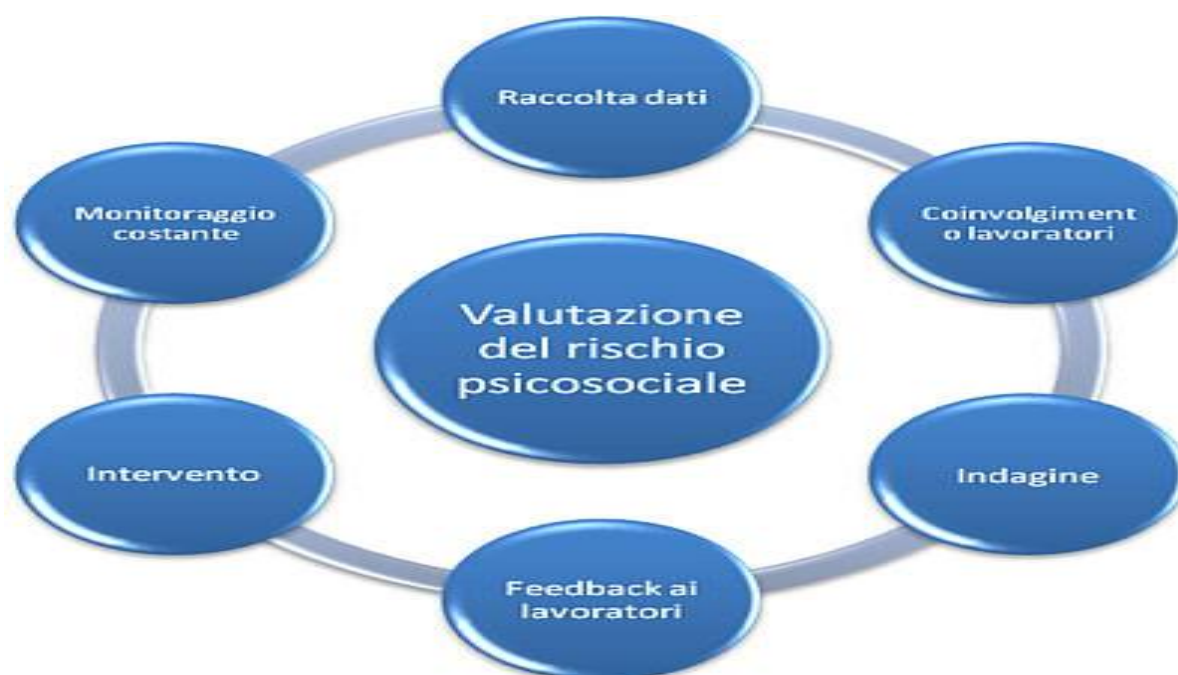 Raccolta dati
Coinvolgiment
o lavoratori
Indagine
Feedback ai
lavoratori
Intervento
Monitoraggio
costante
Valutazione
del rischio
psicosociale